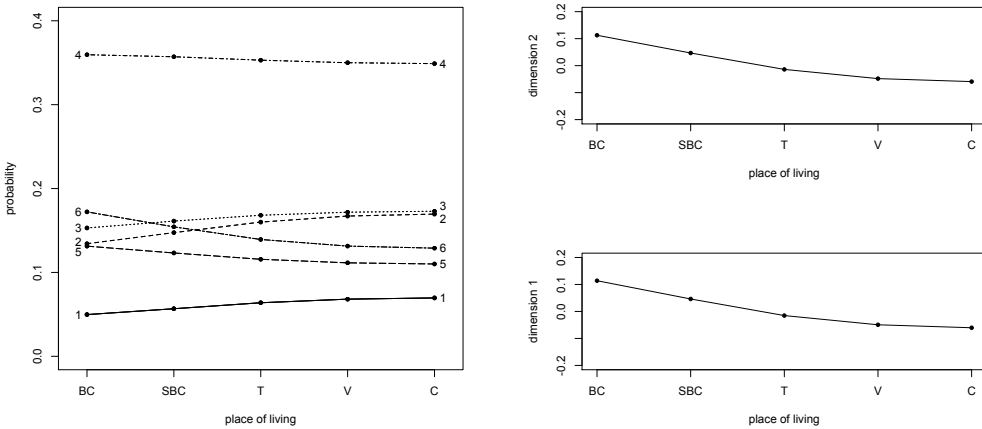 probability
0.4
0.3
0.2
0.1
0.0
4
4
6
3
2
5
1
3
2
6
5
1
BC SBC T V C
place of living
dimension 2
0.2
0.1
0.0
-0.2
BC SBC T V C
place of living
dimension 1
0.2
0.1
0.0
-0.2
BC SBC T V C
place of living